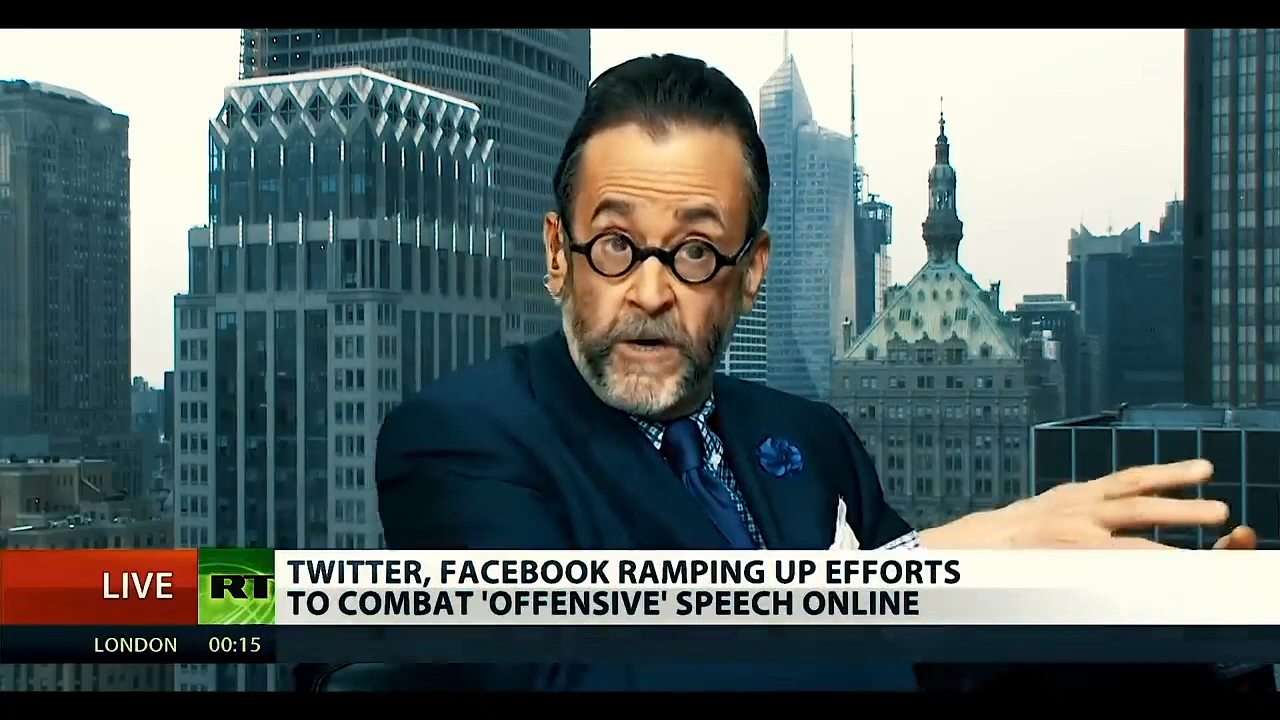 LIVE
RT
TWITTER, FACEBOOK RAMPING UP EFFORTS
TO COMBAT 'OFFENSIVE' SPEECH ONLINE
LONDON 00:15